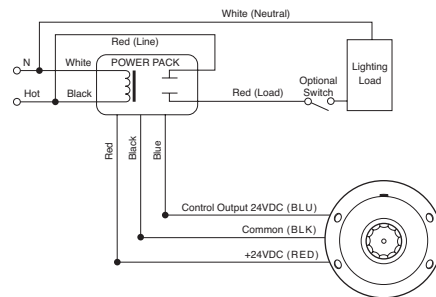 White (Neutral)
Red (Line)
N
White
POWER PACK
Lighting
Load
Optional
Switch
Hot
Black
Red (Load)
Red
Black
Blue
Control Output 24VDC (BLU)
Common (BLK)
+24VDC (RED)